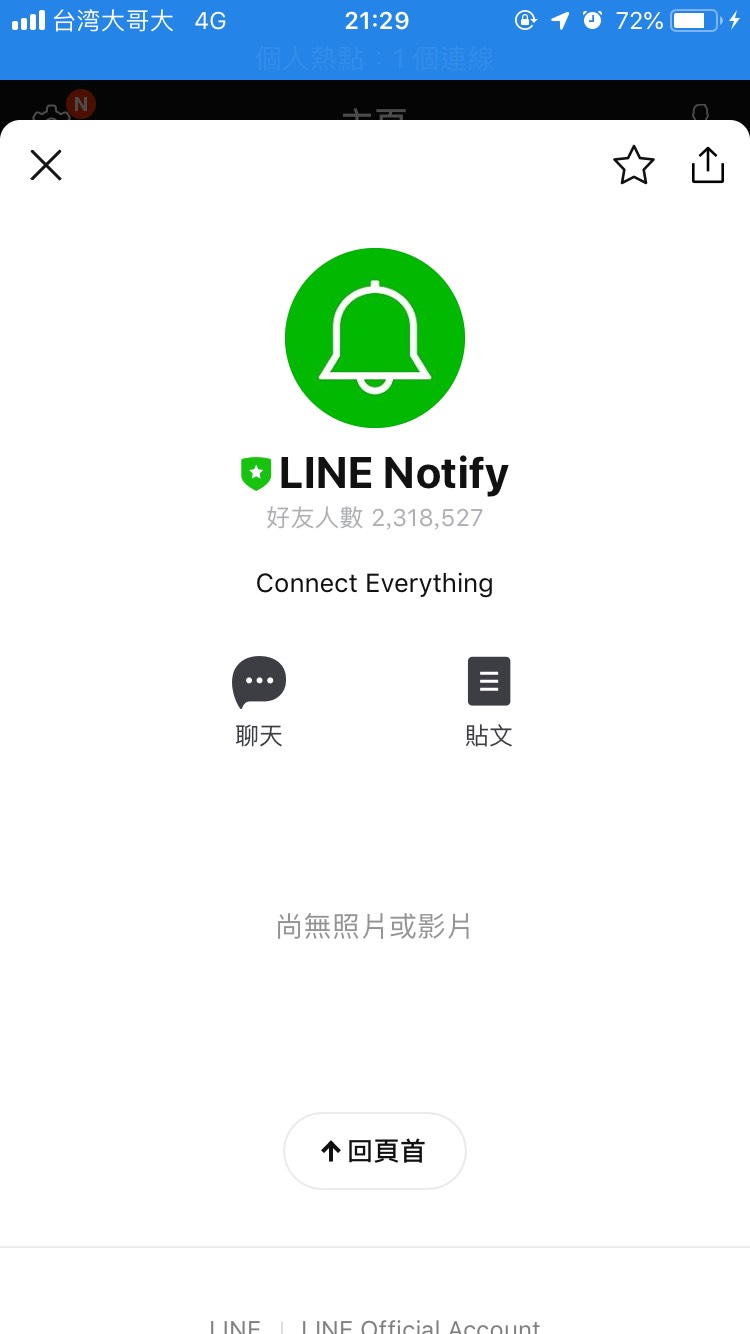 台湾大哥大 4G 21:29 72%
個人熱點：1 個連線
N
主頁
LINE Notify
好友人數 2,318,527
Connect Everything
聊天 貼文
尚無照片或影片
回頁首
LINE | LINE Official Account